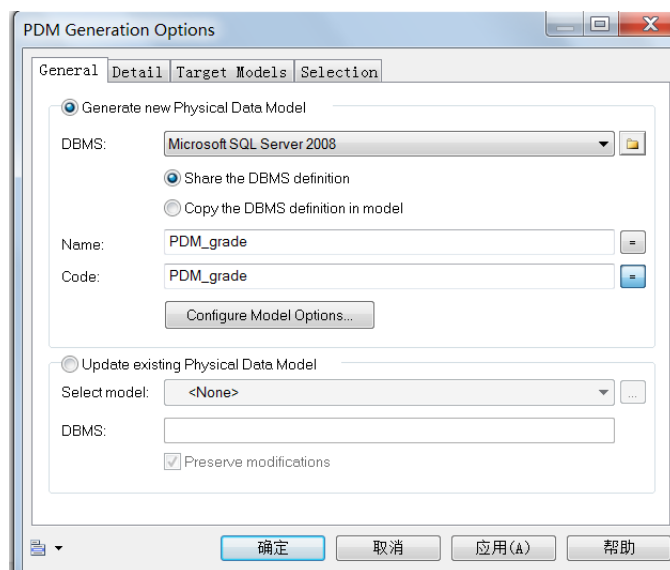 PDM Generation Options
General Detail Target Models Selection
Generate new Physical Data Model
DBMS: Microsoft SQL Server 2008
Share the DBMS definition
Copy the DBMS definition in model
Name: PDM_grade =
Code: PDM_grade =
Configure Model Options...
Update existing Physical Data Model
Select model: <None> ...
DBMS:
Preserve modifications
确定 取消 应用(A) 帮助